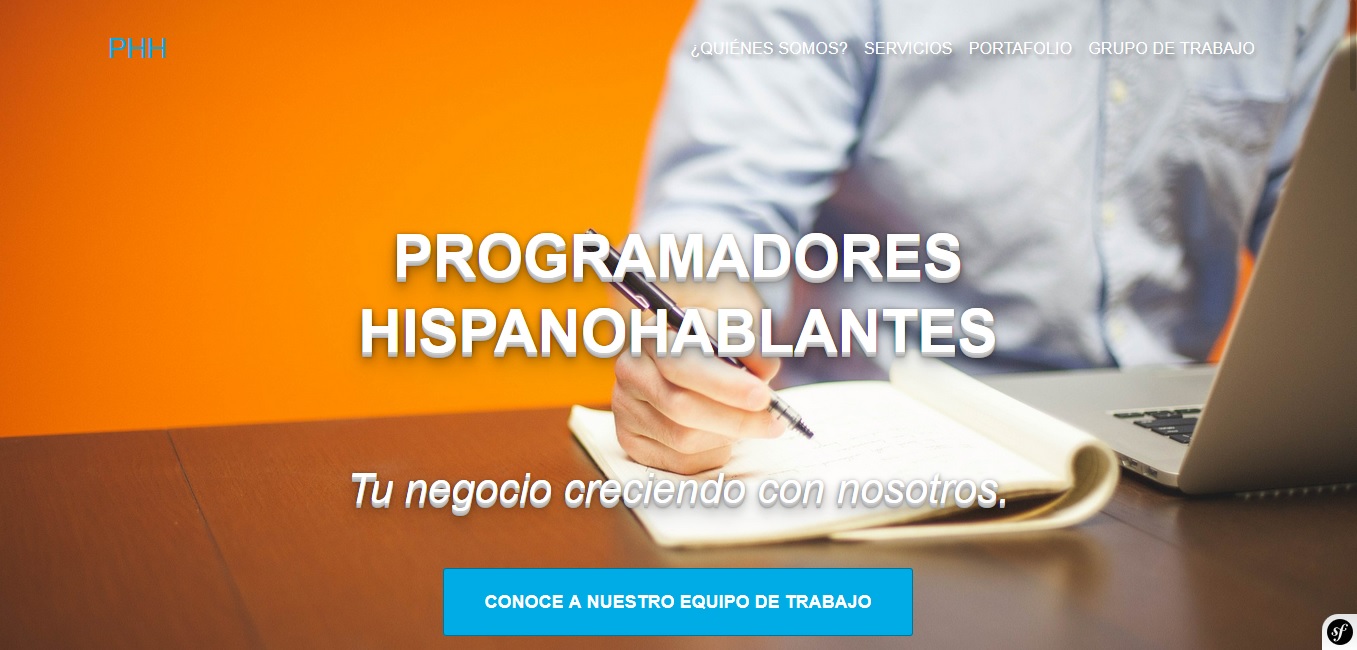 PHH
¿QUIÉNES SOMOS? SERVICIOS PORTAFOLIO GRUPO DE TRABAJO
PROGRAMADORES
HISPANOHABLANTES
Tu negocio creciendo con nosotros.
CONOCE A NUESTRO EQUIPO DE TRABAJO
sf